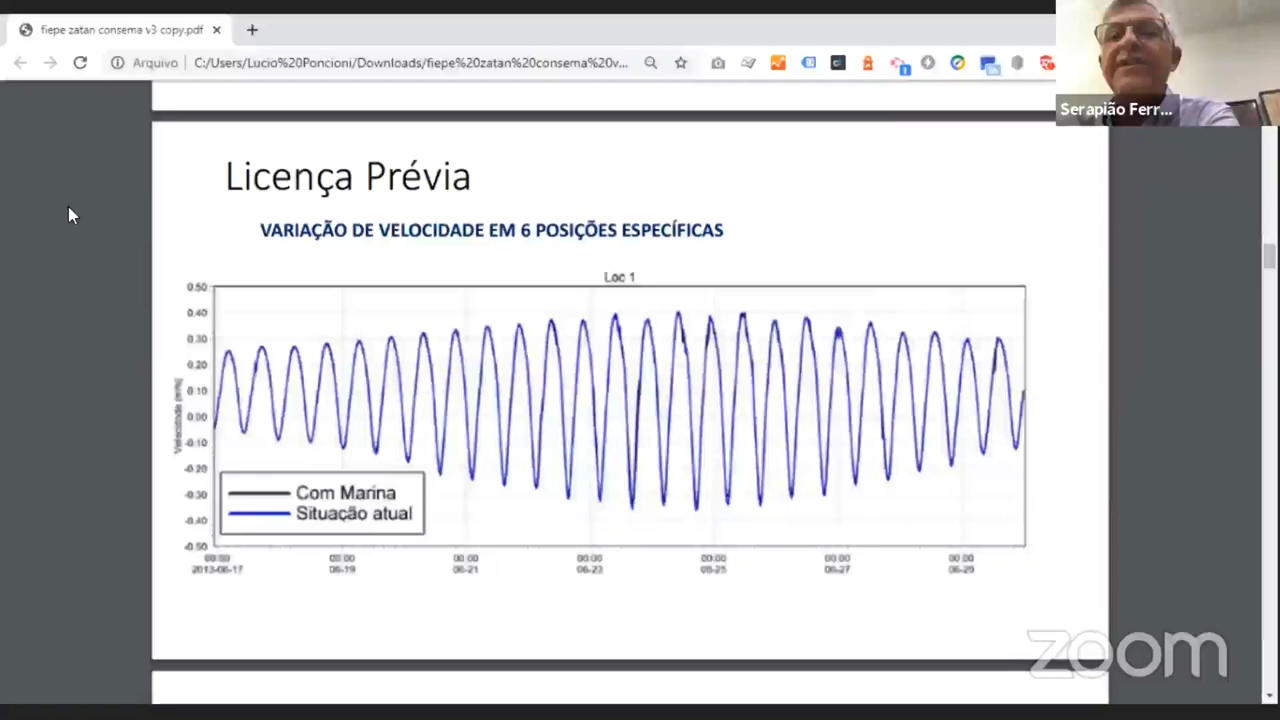 fiepe zatan consema v3 copy.pdf
Arquivo
C:/Users/Lucio%20Poncioni/Downloads/fiepe%20zatan%20consema%20v...
Serapião Ferr...
Licença Prévia
VARIAÇÃO DE VELOCIDADE EM 6 POSIÇÕES ESPECÍFICAS
Loc 1
0.50
0.40
0.30
0.20
0.10
0.00
-0.10
-0.20
-0.30
-0.40
-0.50
Velocidade (m/s)
Com Marina
Situação atual
00:00 00:00 00:00 00:00 00:00 00:00 00:00
2013-06-17 06-19 06-21 06-23 06-25 06-27 06-29
zoom